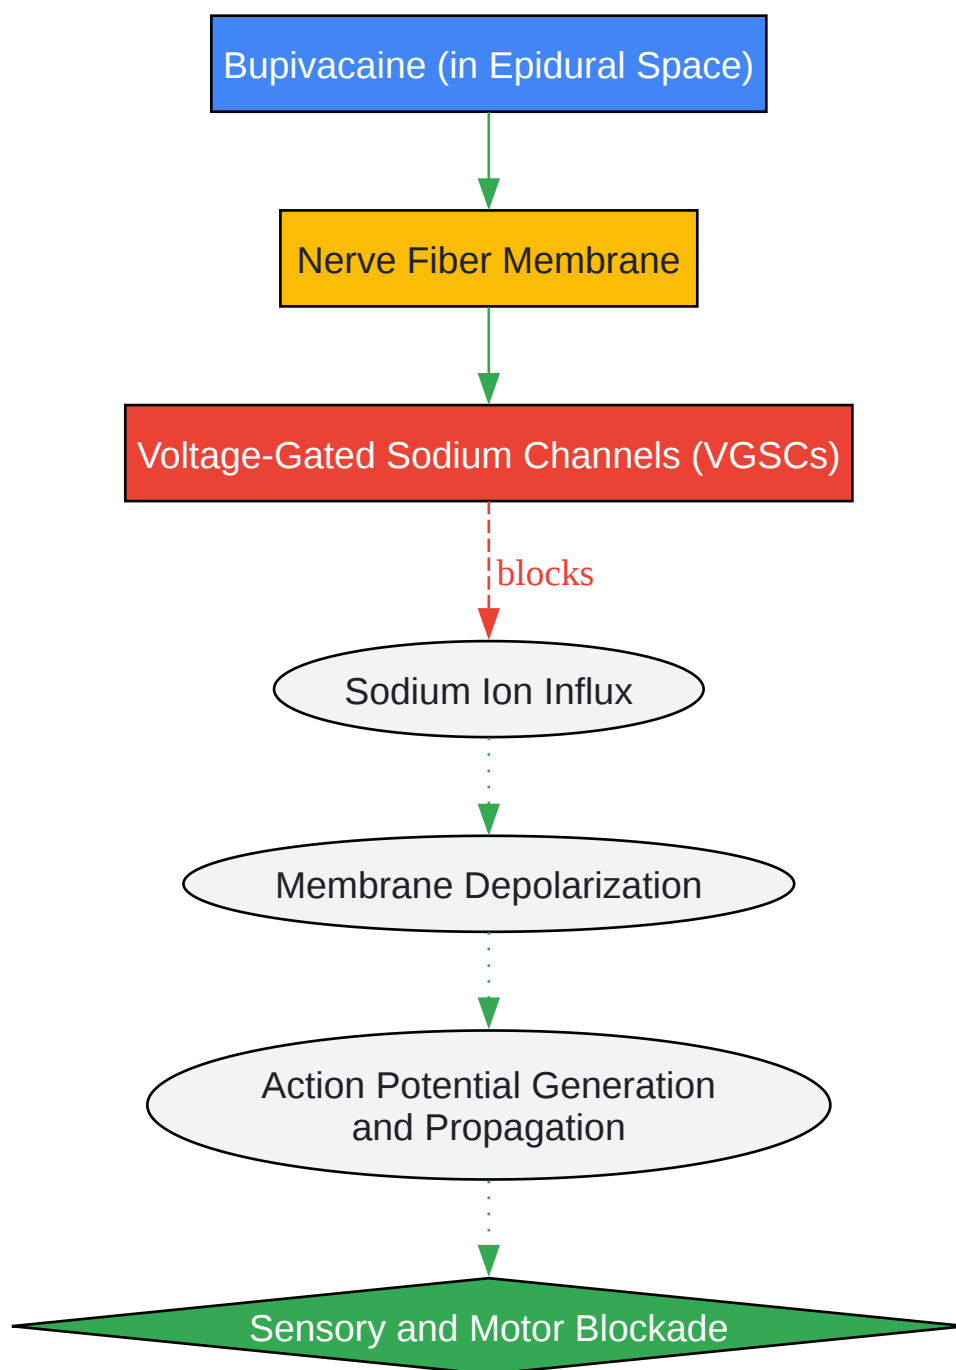 Bupivacaine (in Epidural Space)
Nerve Fiber Membrane
Voltage-Gated Sodium Channels (VGSCs)
blocks
Sodium Ion Influx
Membrane Depolarization
Action Potential Generation
and Propagation
Sensory and Motor Blockade